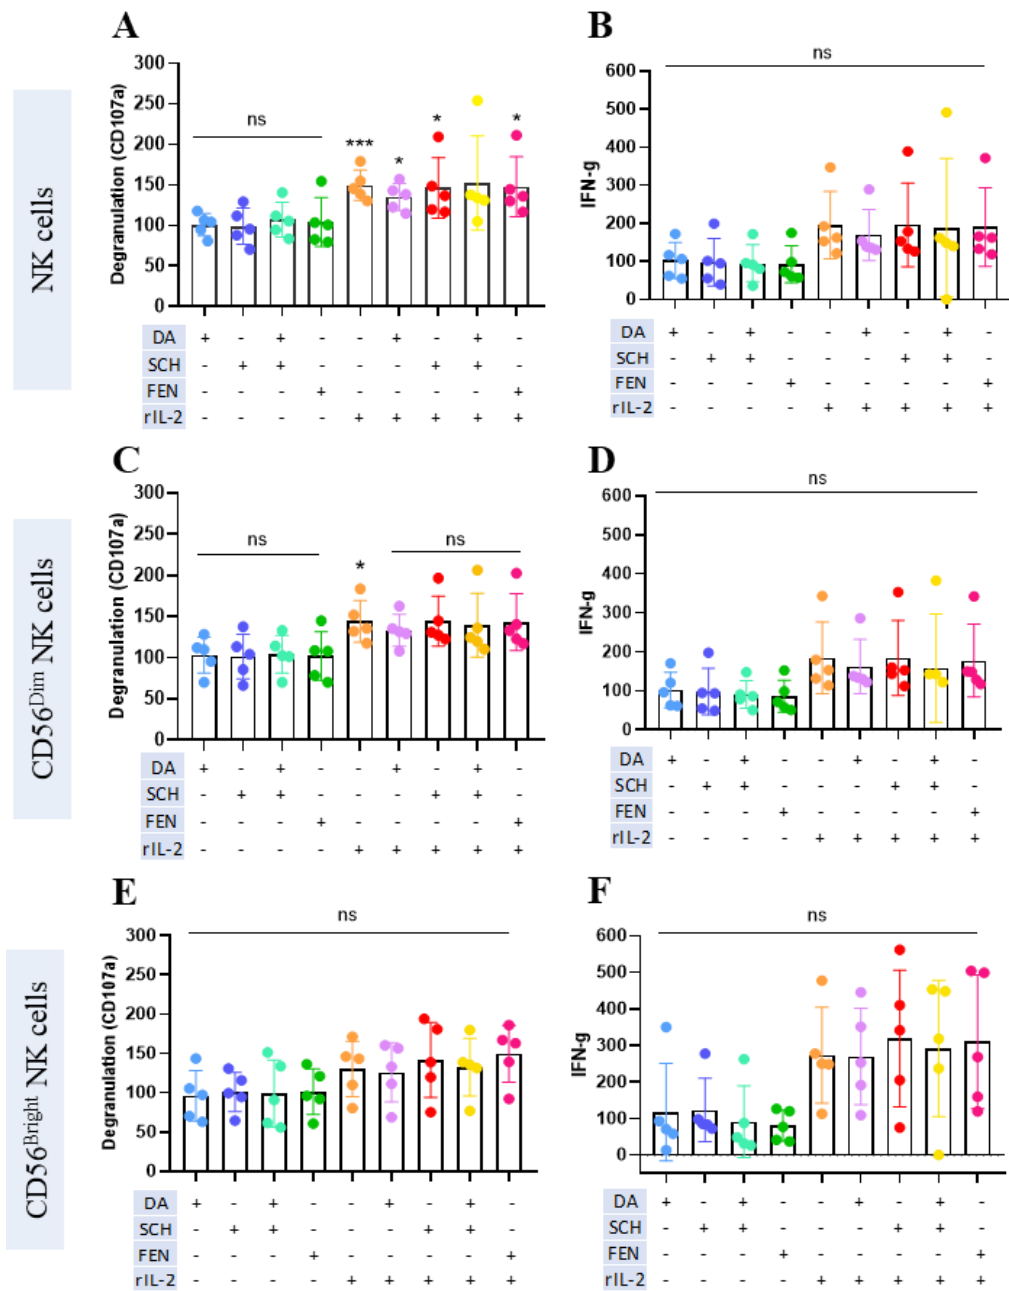 A
B
NK cells
Degranulation (CD107a)
300
250
200
150
100
50
0
ns
***
*
*
*
DA + - + - - + - + -
SCH - + + - - - + + -
FEN - - - + - - - - +
rIL-2 - - - - + + + + +
IFN-g
600
500
400
300
200
100
0
ns
DA + - + - - + - + -
SCH - + + - - - + + -
FEN - - - + - - - - +
rIL-2 - - - - + + + + +
C
D
CD56Dim NK cells
Degranulation (CD107a)
300
250
200
150
100
50
0
ns
*
ns
DA + - + - - + - + -
SCH - + + - - - + + -
FEN - - - + - - - - +
rIL-2 - - - - + + + + +
IFN-g
600
500
400
300
200
100
0
ns
DA + - + - - + - + -
SCH - + + - - - + + -
FEN - - - + - - - - +
rIL-2 - - - - + + + + +
E
F
CD56Bright NK cells
Degranulation (CD107a)
300
250
200
150
100
50
0
ns
DA + - + - - + - + -
SCH - + + - - - + + -
FEN - - - + - - - - +
rIL-2 - - - - + + + + +
IFN-g
600
500
400
300
200
100
0
ns
DA + - + - - + - + -
SCH - + + - - - + + -
FEN - - - + - - - - +
rIL-2 - - - - + + + + +